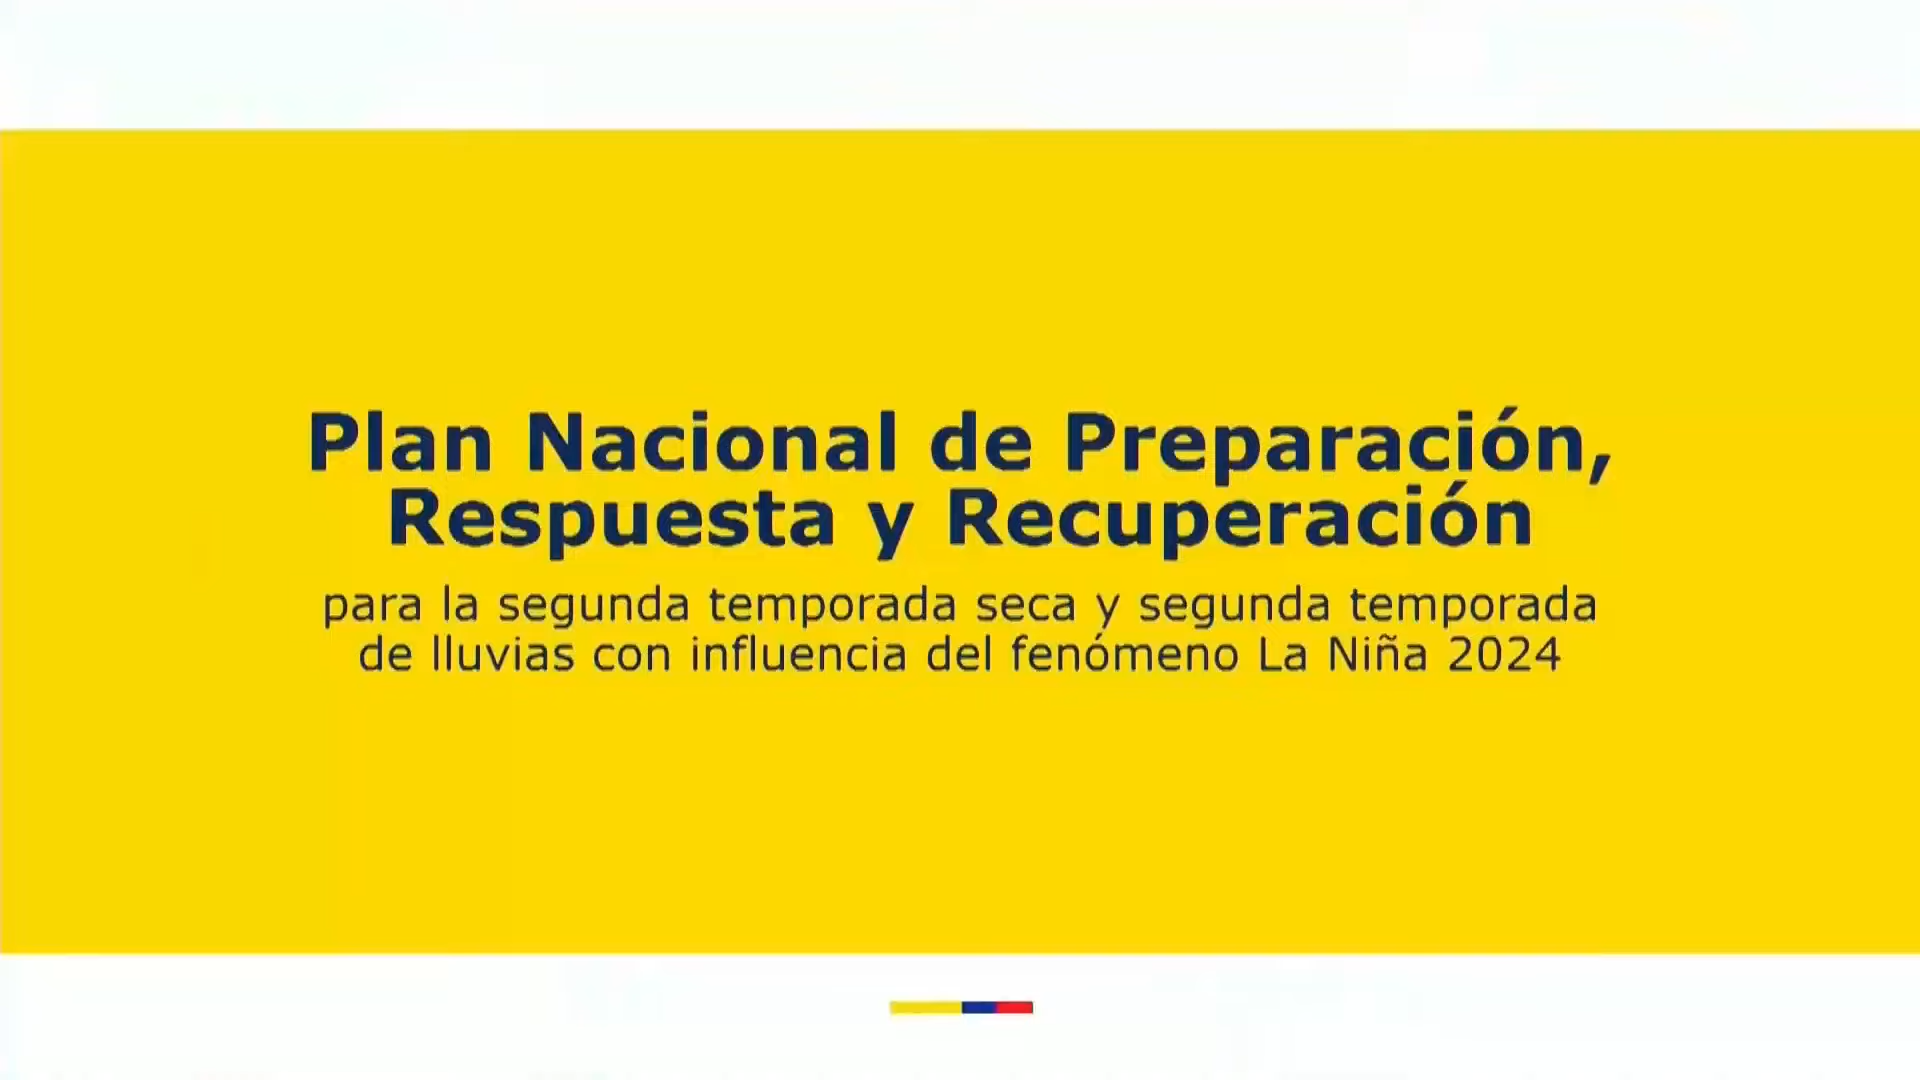 Plan Nacional de Preparación,
Respuesta y Recuperación
para la segunda temporada seca y segunda temporada
de lluvias con influencia del fenómeno La Niña 2024